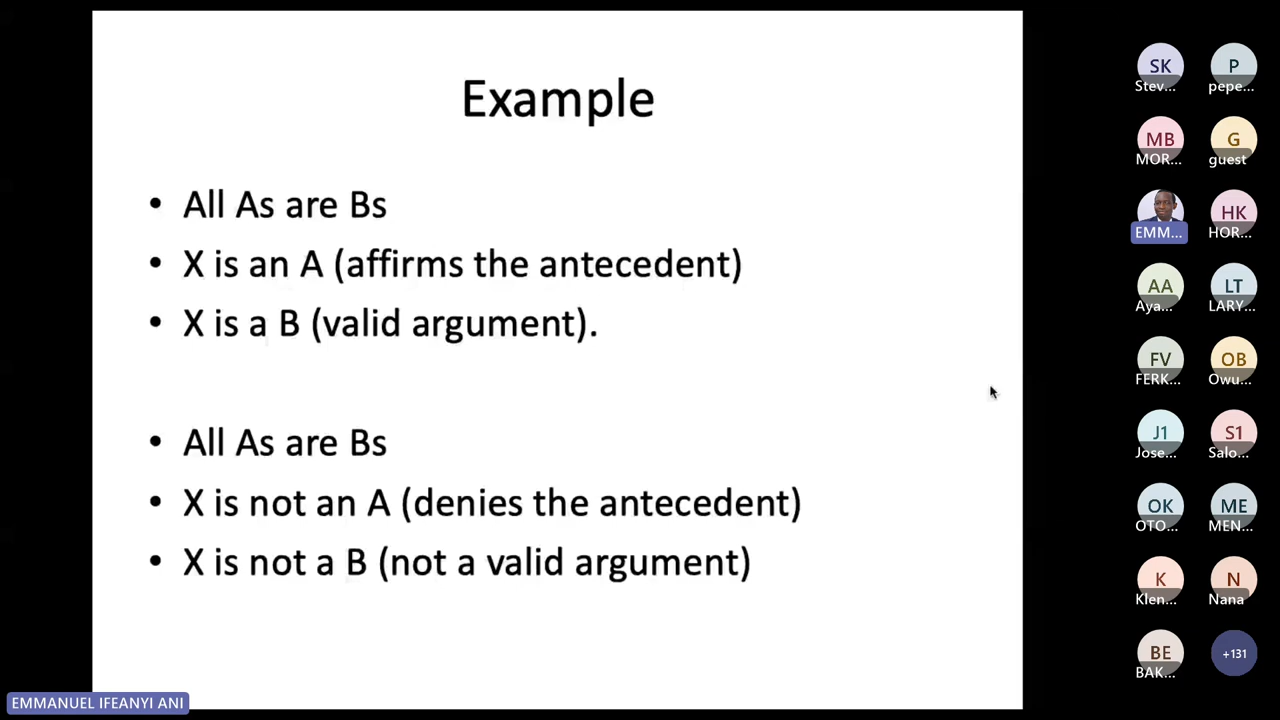 Example
• All As are Bs
• X is an A (affirms the antecedent)
• X is a B (valid argument).
• All As are Bs
• X is not an A (denies the antecedent)
• X is not a B (not a valid argument)
SK
Stev...
P
pepe...
MB
MOR...
G
guest
EMM...
HK
HOR...
AA
Aya...
LT
LARY...
FV
FERK...
OB
Owu...
J1
Jose...
S1
Salo...
OK
OTO...
ME
MEN...
K
Klen...
N
Nana
BE
BAK...
+131
EMMANUEL IFEANYI ANI